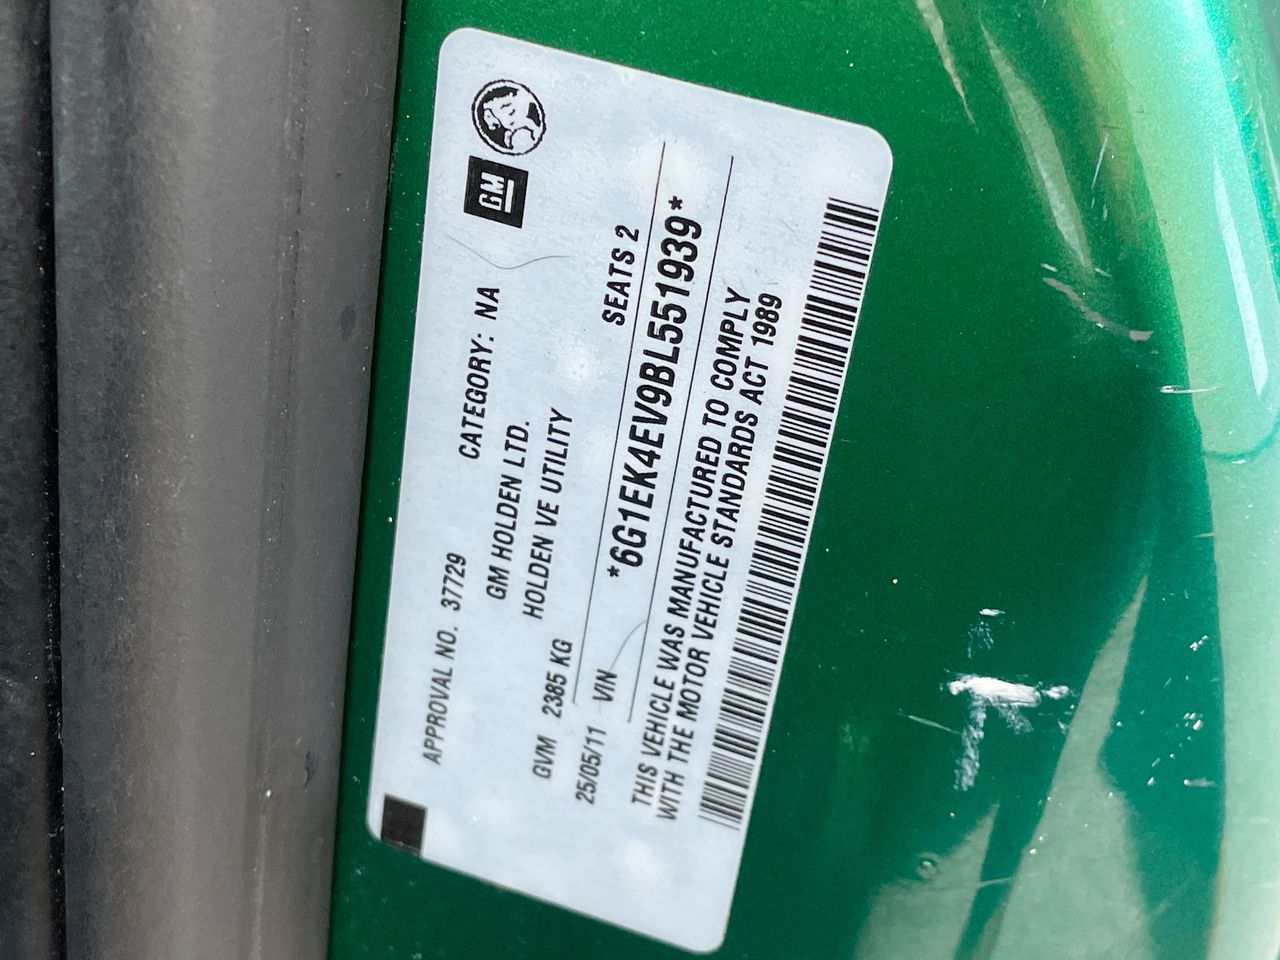 GM
APPROVAL NO. 37729 CATEGORY: NA
GM HOLDEN LTD.
HOLDEN VE UTILITY
GVM 2385 KG SEATS 2
25/05/11 VIN *6G1EK4EV9BL551939*
THIS VEHICLE WAS MANUFACTURED TO COMPLY
WITH THE MOTOR VEHICLE STANDARDS ACT 1989